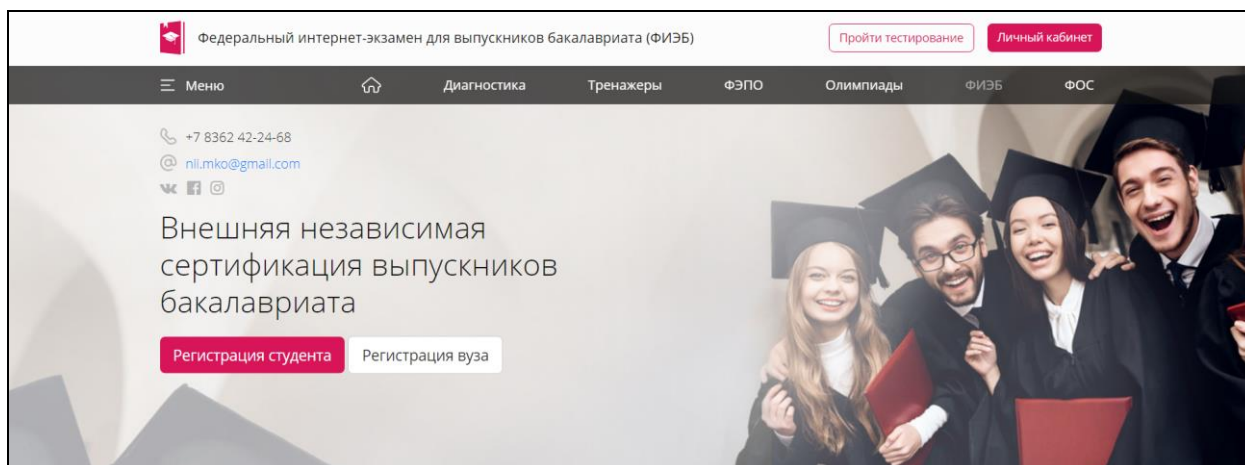 Федеральный интернет-экзамен для выпускников бакалавриата (ФИЭБ)
Пройти тестирование
Личный кабинет
Меню
Диагностика
Тренажеры
ФЭПО
Олимпиады
ФИЭБ
ФОС
+7 8362 42-24-68
nii.mko@gmail.com
Внешняя независимая
сертификация выпускников
бакалавриата
Регистрация студента
Регистрация вуза